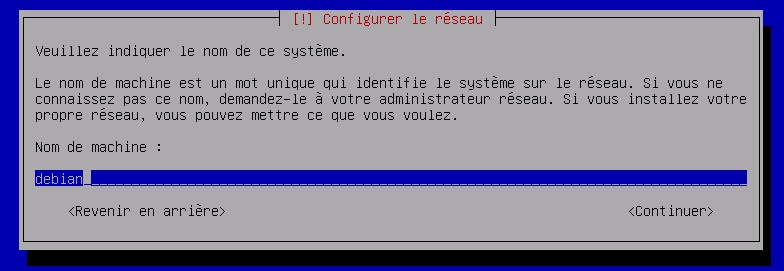 [!] Configurer le réseau
Veuillez indiquer le nom de ce système.
Le nom de machine est un mot unique qui identifie le système sur le réseau. Si vous ne
connaissez pas ce nom, demandez-le à votre administrateur réseau. Si vous installez votre
propre réseau, vous pouvez mettre ce que vous voulez.
Nom de machine :
debian
<Revenir en arrière> <Continuer>